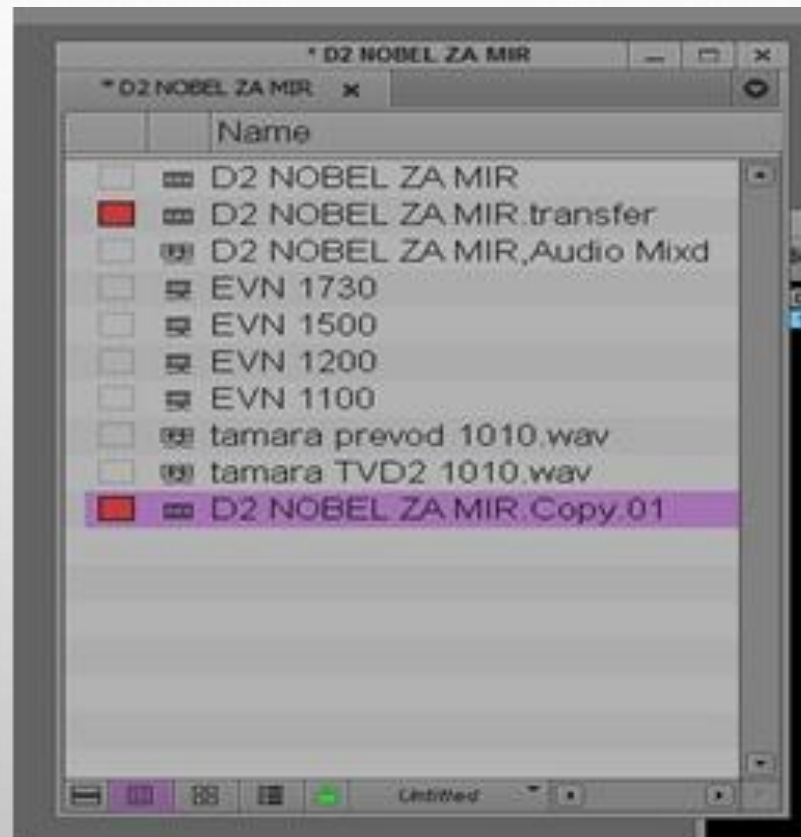 * D2 NOBEL ZA MIR
* D2 NOBEL ZA MIR
Name
D2 NOBEL ZA MIR
D2 NOBEL ZA MIR.transfer
D2 NOBEL ZA MIR,Audio Mixd
EVN 1730
EVN 1500
EVN 1200
EVN 1100
tamara prevod 1010.wav
tamara TVD2 1010.wav
D2 NOBEL ZA MIR.Copy.01
Untitled